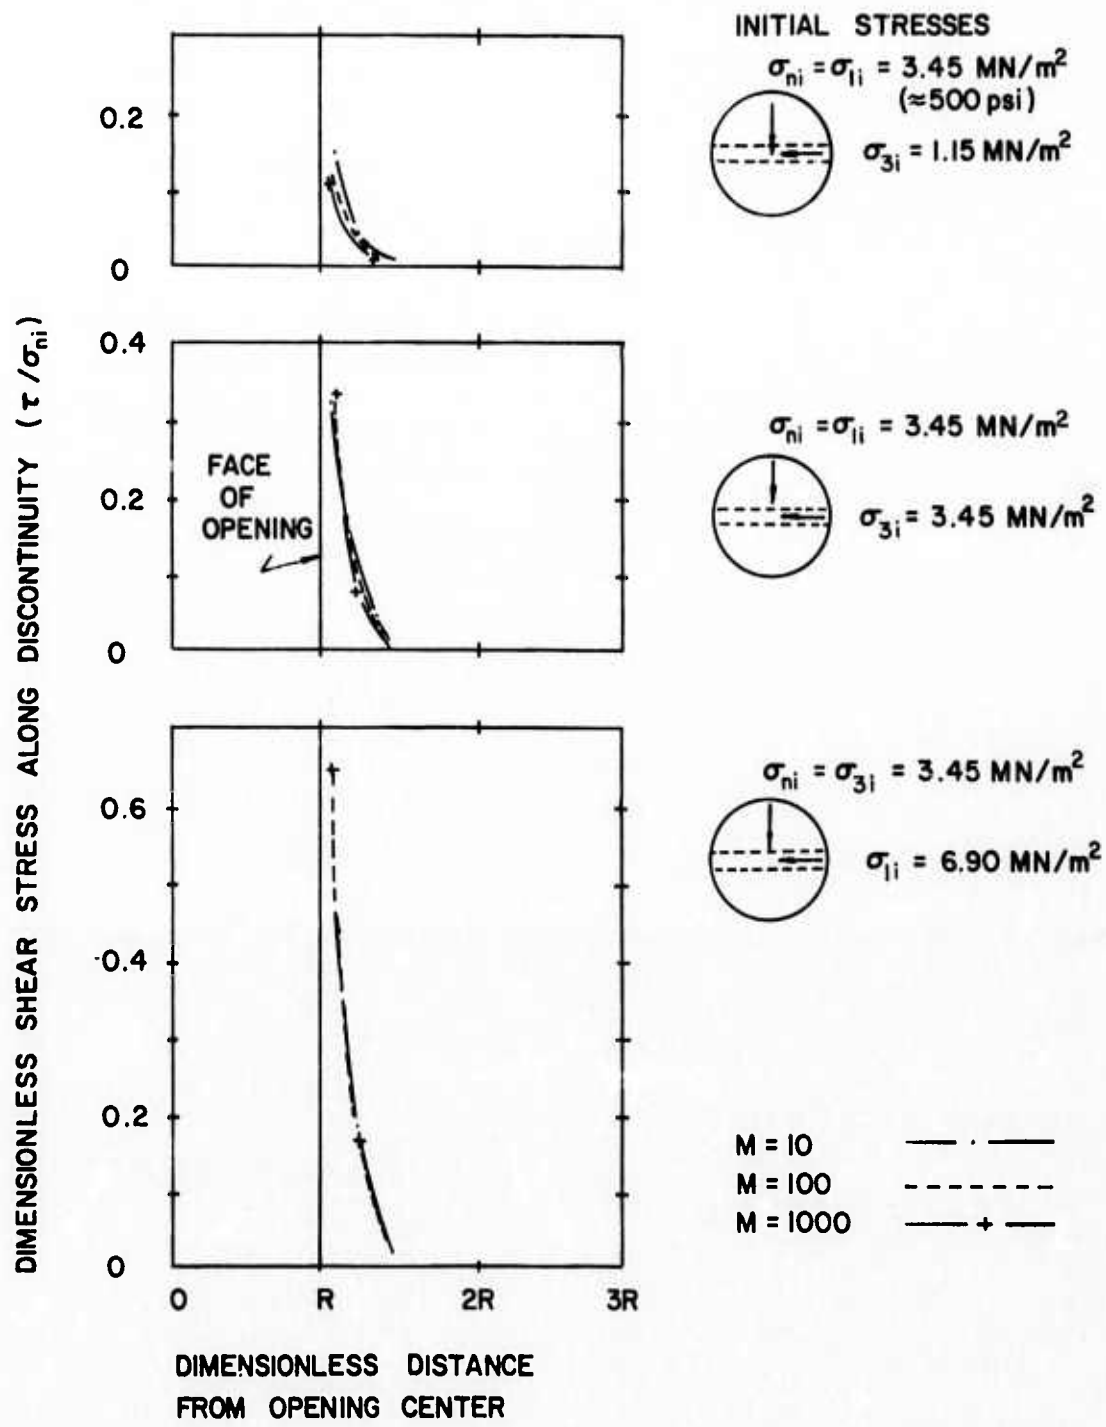 INITIAL STRESSES
σni = σ1i = 3.45 MN/m²
(≈500 psi)
σ3i = 1.15 MN/m²
0.2
0
DIMENSIONLESS SHEAR STRESS ALONG DISCONTINUITY (τ/σni)
0.4
0.2
0
FACE
OF
OPENING
σni = σ1i = 3.45 MN/m²
σ3i = 3.45 MN/m²
0.6
0.4
0.2
0
σni = σ3i = 3.45 MN/m²
σ1i = 6.90 MN/m²
M = 10
M = 100
M = 1000
0 R 2R 3R
DIMENSIONLESS DISTANCE
FROM OPENING CENTER